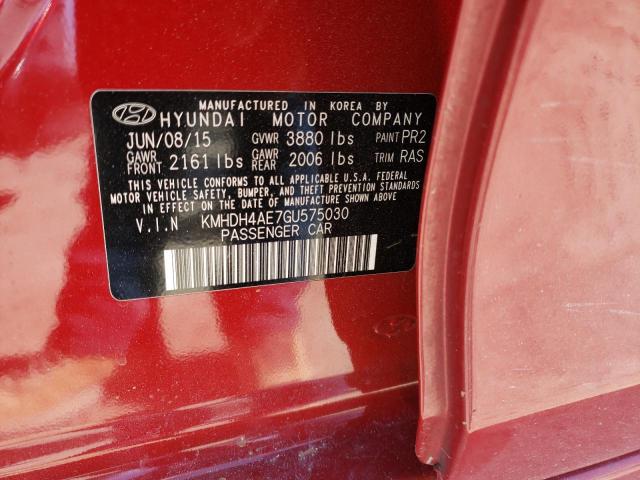 MANUFACTURED IN KOREA BY
HYUNDAI MOTOR COMPANY
JUN/08/15 GVWR 3880 lbs PAINT PR2
GAWR FRONT 2161 lbs GAWR REAR 2006 lbs TRIM RAS
THIS VEHICLE CONFORMS TO ALL APPLICABLE U.S.A. FEDERAL
MOTOR VEHICLE SAFETY, BUMPER, AND THEFT PREVENTION STANDARDS
IN EFFECT ON THE DATE OF MANUFACTURE SHOWN ABOVE
V.I.N KMHDH4AE7GU575030
PASSENGER CAR